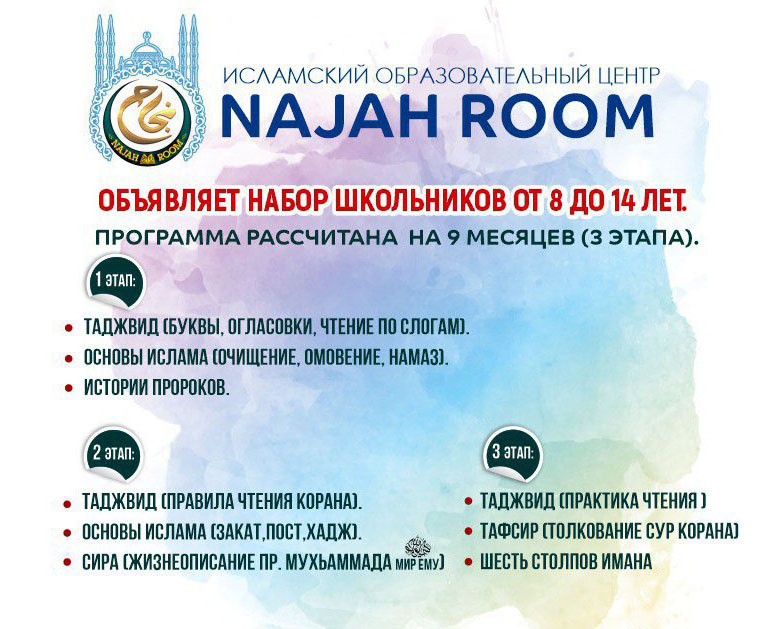 نجاح
NAJAH ROOM
ИСЛАМСКИЙ ОБРАЗОВАТЕЛЬНЫЙ ЦЕНТР
NAJAH ROOM
ОБЪЯВЛЯЕТ НАБОР ШКОЛЬНИКОВ ОТ 8 ДО 14 ЛЕТ.
ПРОГРАММА РАССЧИТАНА НА 9 МЕСЯЦЕВ (3 ЭТАПА).
1 ЭТАП:
• ТАДЖВИД (БУКВЫ, ОГЛАСОВКИ, ЧТЕНИЕ ПО СЛОГАМ).
• ОСНОВЫ ИСЛАМА (ОЧИЩЕНИЕ, ОМОВЕНИЕ, НАМАЗ).
• ИСТОРИИ ПРОРОКОВ.
2 ЭТАП:
• ТАДЖВИД (ПРАВИЛА ЧТЕНИЯ КОРАНА).
• ОСНОВЫ ИСЛАМА (ЗАКАТ,ПОСТ,ХАДЖ).
• СИРА (ЖИЗНЕОПИСАНИЕ ПР. МУХЬАММАДА МИР ЕМУ)
3 ЭТАП:
• ТАДЖВИД (ПРАКТИКА ЧТЕНИЯ )
• ТАФСИР (ТОЛКОВАНИЕ СУР КОРАНА)
• ШЕСТЬ СТОЛПОВ ИМАНА